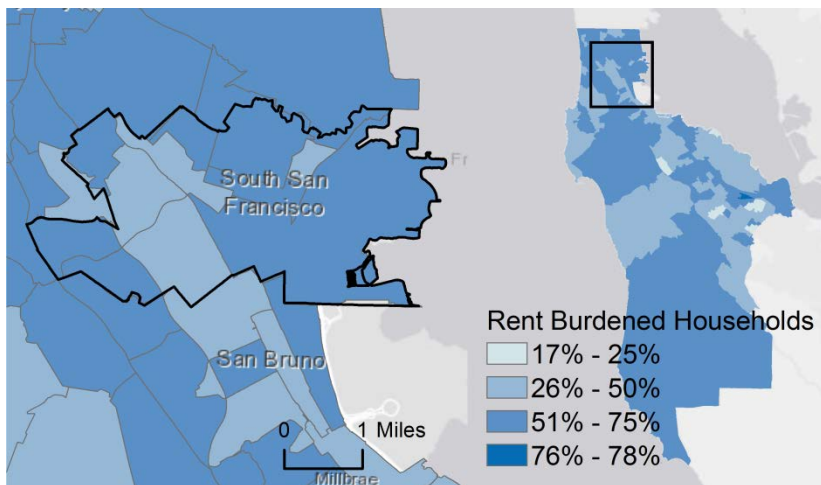 South San
Francisco
Fr
San Bruno
0 1 Miles
Millbrae
Rent Burdened Households
17% - 25%
26% - 50%
51% - 75%
76% - 78%